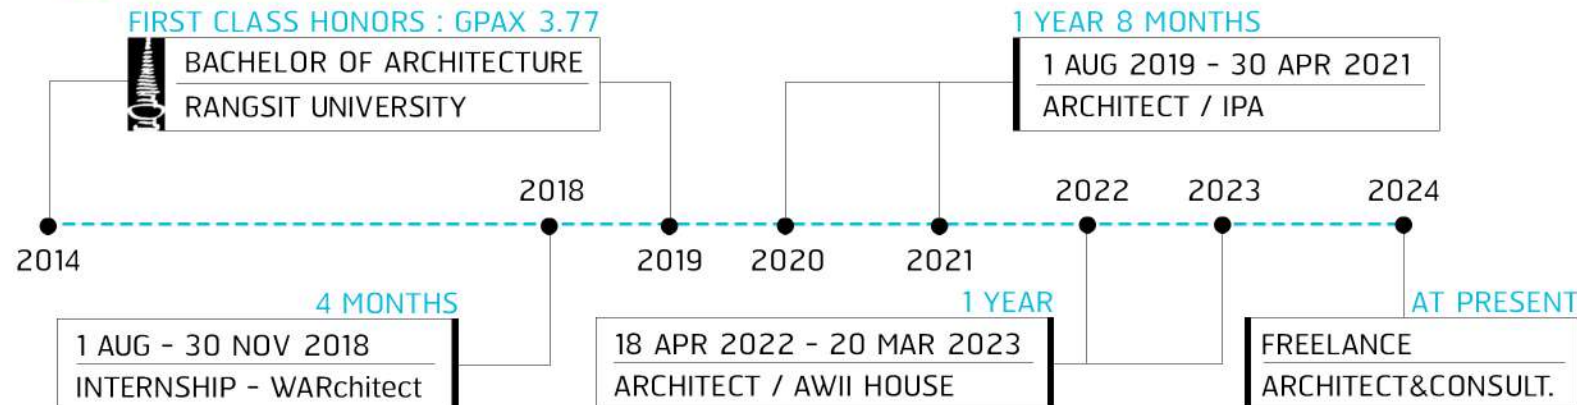 FIRST CLASS HONORS : GPAX 3.77
BACHELOR OF ARCHITECTURE
RANGSIT UNIVERSITY
1 YEAR 8 MONTHS
1 AUG 2019 - 30 APR 2021
ARCHITECT / IPA
2018
2022
2023
2024
2014
2019
2020
2021
4 MONTHS
1 AUG - 30 NOV 2018
INTERNSHIP - WARchitect
1 YEAR
18 APR 2022 - 20 MAR 2023
ARCHITECT / AWII HOUSE
AT PRESENT
FREELANCE
ARCHITECT&CONSULT.